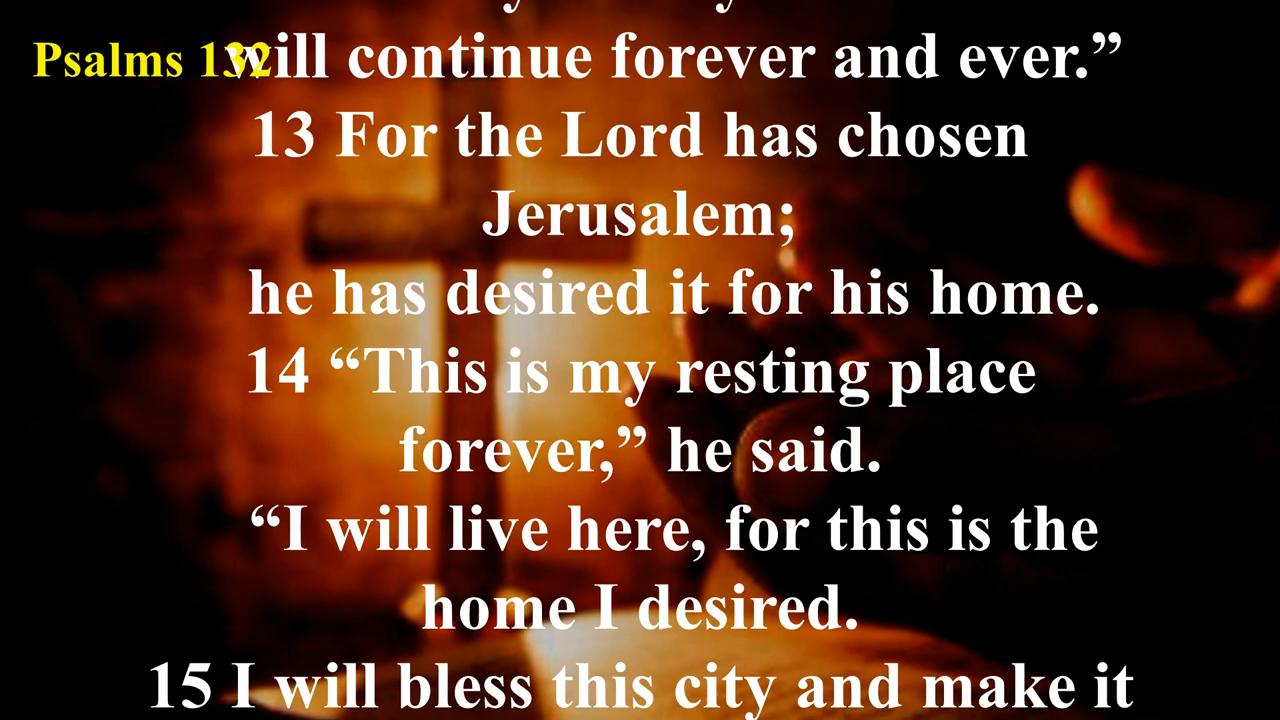 Psalms 132
will continue forever and ever.”
13 For the Lord has chosen
Jerusalem;
he has desired it for his home.
14 “This is my resting place
forever,” he said.
“I will live here, for this is the
home I desired.
15 I will bless this city and make it